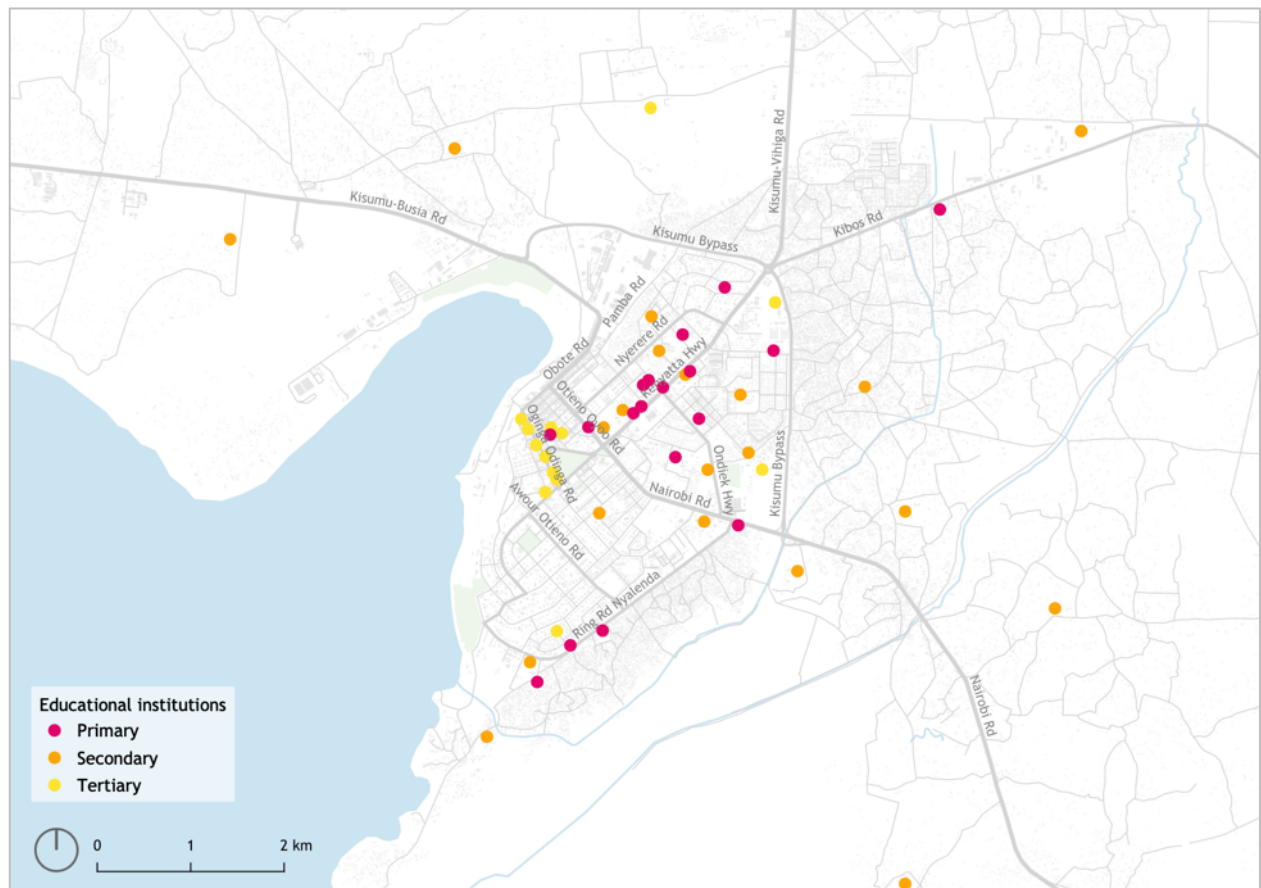 Kisumu-Vihiga Rd
Kisumu-Busia Rd
Kisumu Bypass
Kibos Rd
Pamba Rd
Nyerere Rd
Obote Rd
Kenyatta Hwy
Otieno Oudo Rd
Oginga Odinga Rd
Ondiek Hwy
Kisumu Bypass
Nairobi Rd
Awour Otieno Rd
Ring Rd Nyalenda
Nairobi Rd
Educational institutions
Primary
Secondary
Tertiary
0 1 2 km